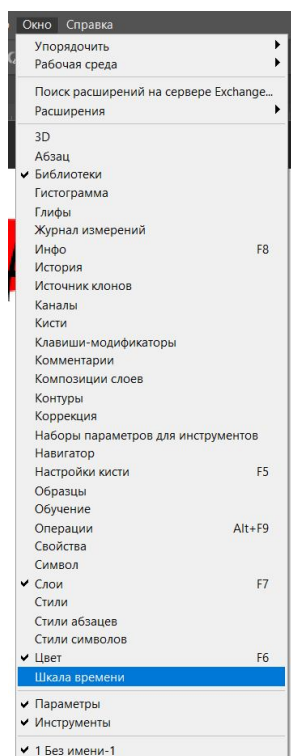 Окно Справка
Упорядочить
Рабочая среда
Поиск расширений на сервере Exchange...
Расширения
3D
Абзац
Библиотеки
Гистограмма
Глифы
Журнал измерений
Инфо F8
История
Источник клонов
Каналы
Кисти
Клавиши-модификаторы
Комментарии
Композиции слоев
Контуры
Коррекция
Наборы параметров для инструментов
Навигатор
Настройки кисти F5
Образцы
Обучение
Операции Alt+F9
Свойства
Символ
Слои F7
Стили
Стили абзацев
Стили символов
Цвет F6
Шкала времени
Параметры
Инструменты
1 Без имени-1